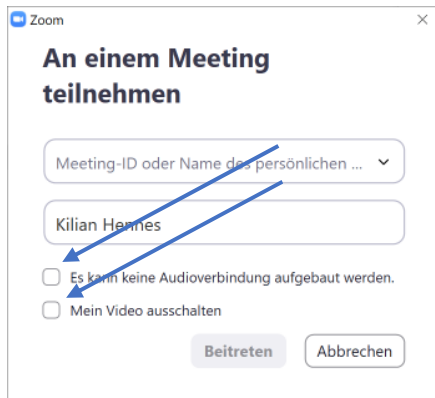 Zoom
An einem Meeting
teilnehmen
Meeting-ID oder Name des persönlichen ...
Kilian Hennes
Es kann keine Audioverbindung aufgebaut werden.
Mein Video ausschalten
Beitreten Abbrechen